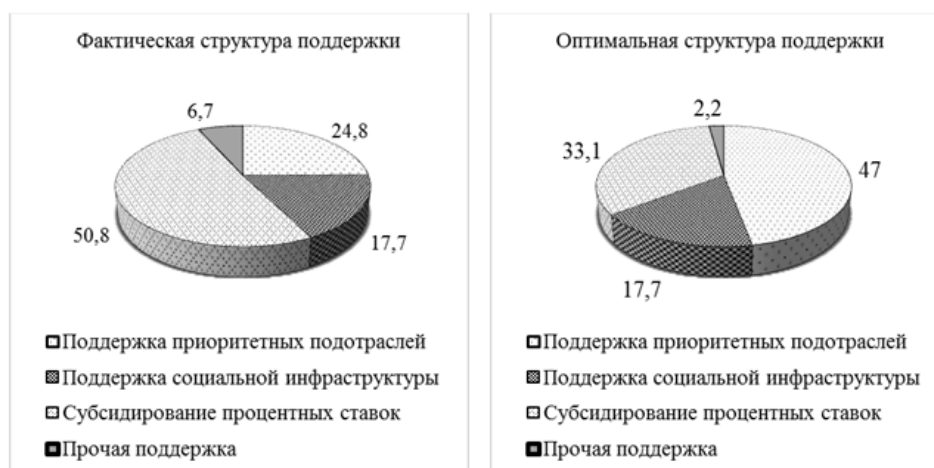 Фактическая структура поддержки
6,7
24,8
50,8
17,7
Поддержка приоритетных подотраслей
Поддержка социальной инфраструктуры
Субсидирование процентных ставок
Прочая поддержка
Оптимальная структура поддержки
2,2
33,1
47
17,7
Поддержка приоритетных подотраслей
Поддержка социальной инфраструктуры
Субсидирование процентных ставок
Прочая поддержка